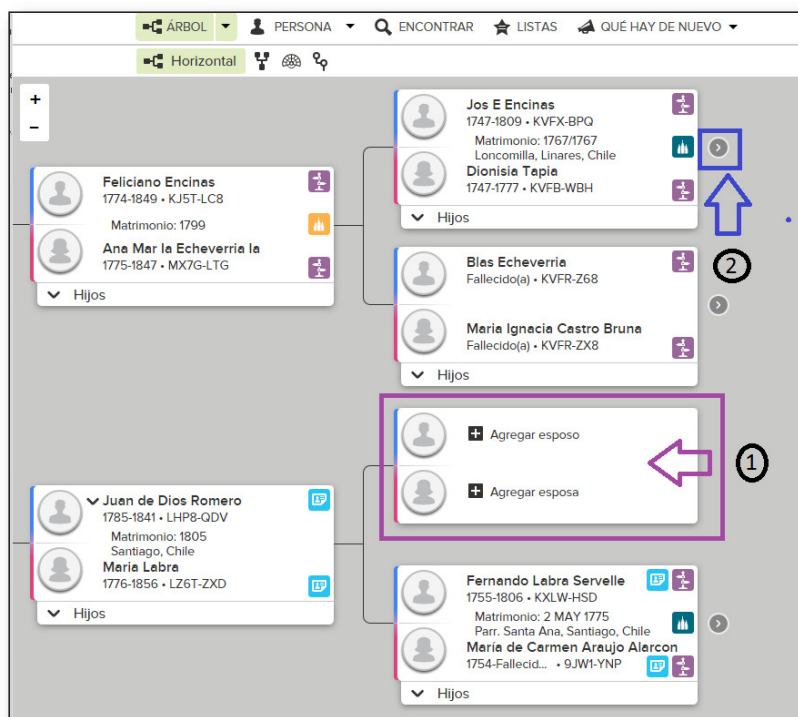 ÁRBOL PERSONA ENCONTRAR LISTAS QUÉ HAY DE NUEVO
Horizontal
+
−
Feliciano Encinas
1774-1849 • KJ5T-LC8
Matrimonio: 1799
Ana Mar la Echeverria la
1775-1847 • MX7G-LTG
Hijos
Jos E Encinas
1747-1809 • KVFX-BPQ
Matrimonio: 1767/1767
Loncomilla, Linares, Chile
Dionisia Tapia
1747-1777 • KVFB-WBH
Hijos
2
Blas Echeverria
Fallecido(a) • KVFR-Z68
Maria Ignacia Castro Bruna
Fallecido(a) • KVFR-ZX8
Hijos
Agregar esposo
Agregar esposa
1
Juan de Dios Romero
1785-1841 • LHP8-QDV
Matrimonio: 1805
Santiago, Chile
Maria Labra
1776-1856 • LZ6T-ZXD
Hijos
Fernando Labra Servelle
1755-1806 • KXLW-HSD
Matrimonio: 2 MAY 1775
Parr. Santa Ana, Santiago, Chile
María de Carmen Araujo Alarcon
1754-Fallecid... • 9JW1-YNP
Hijos